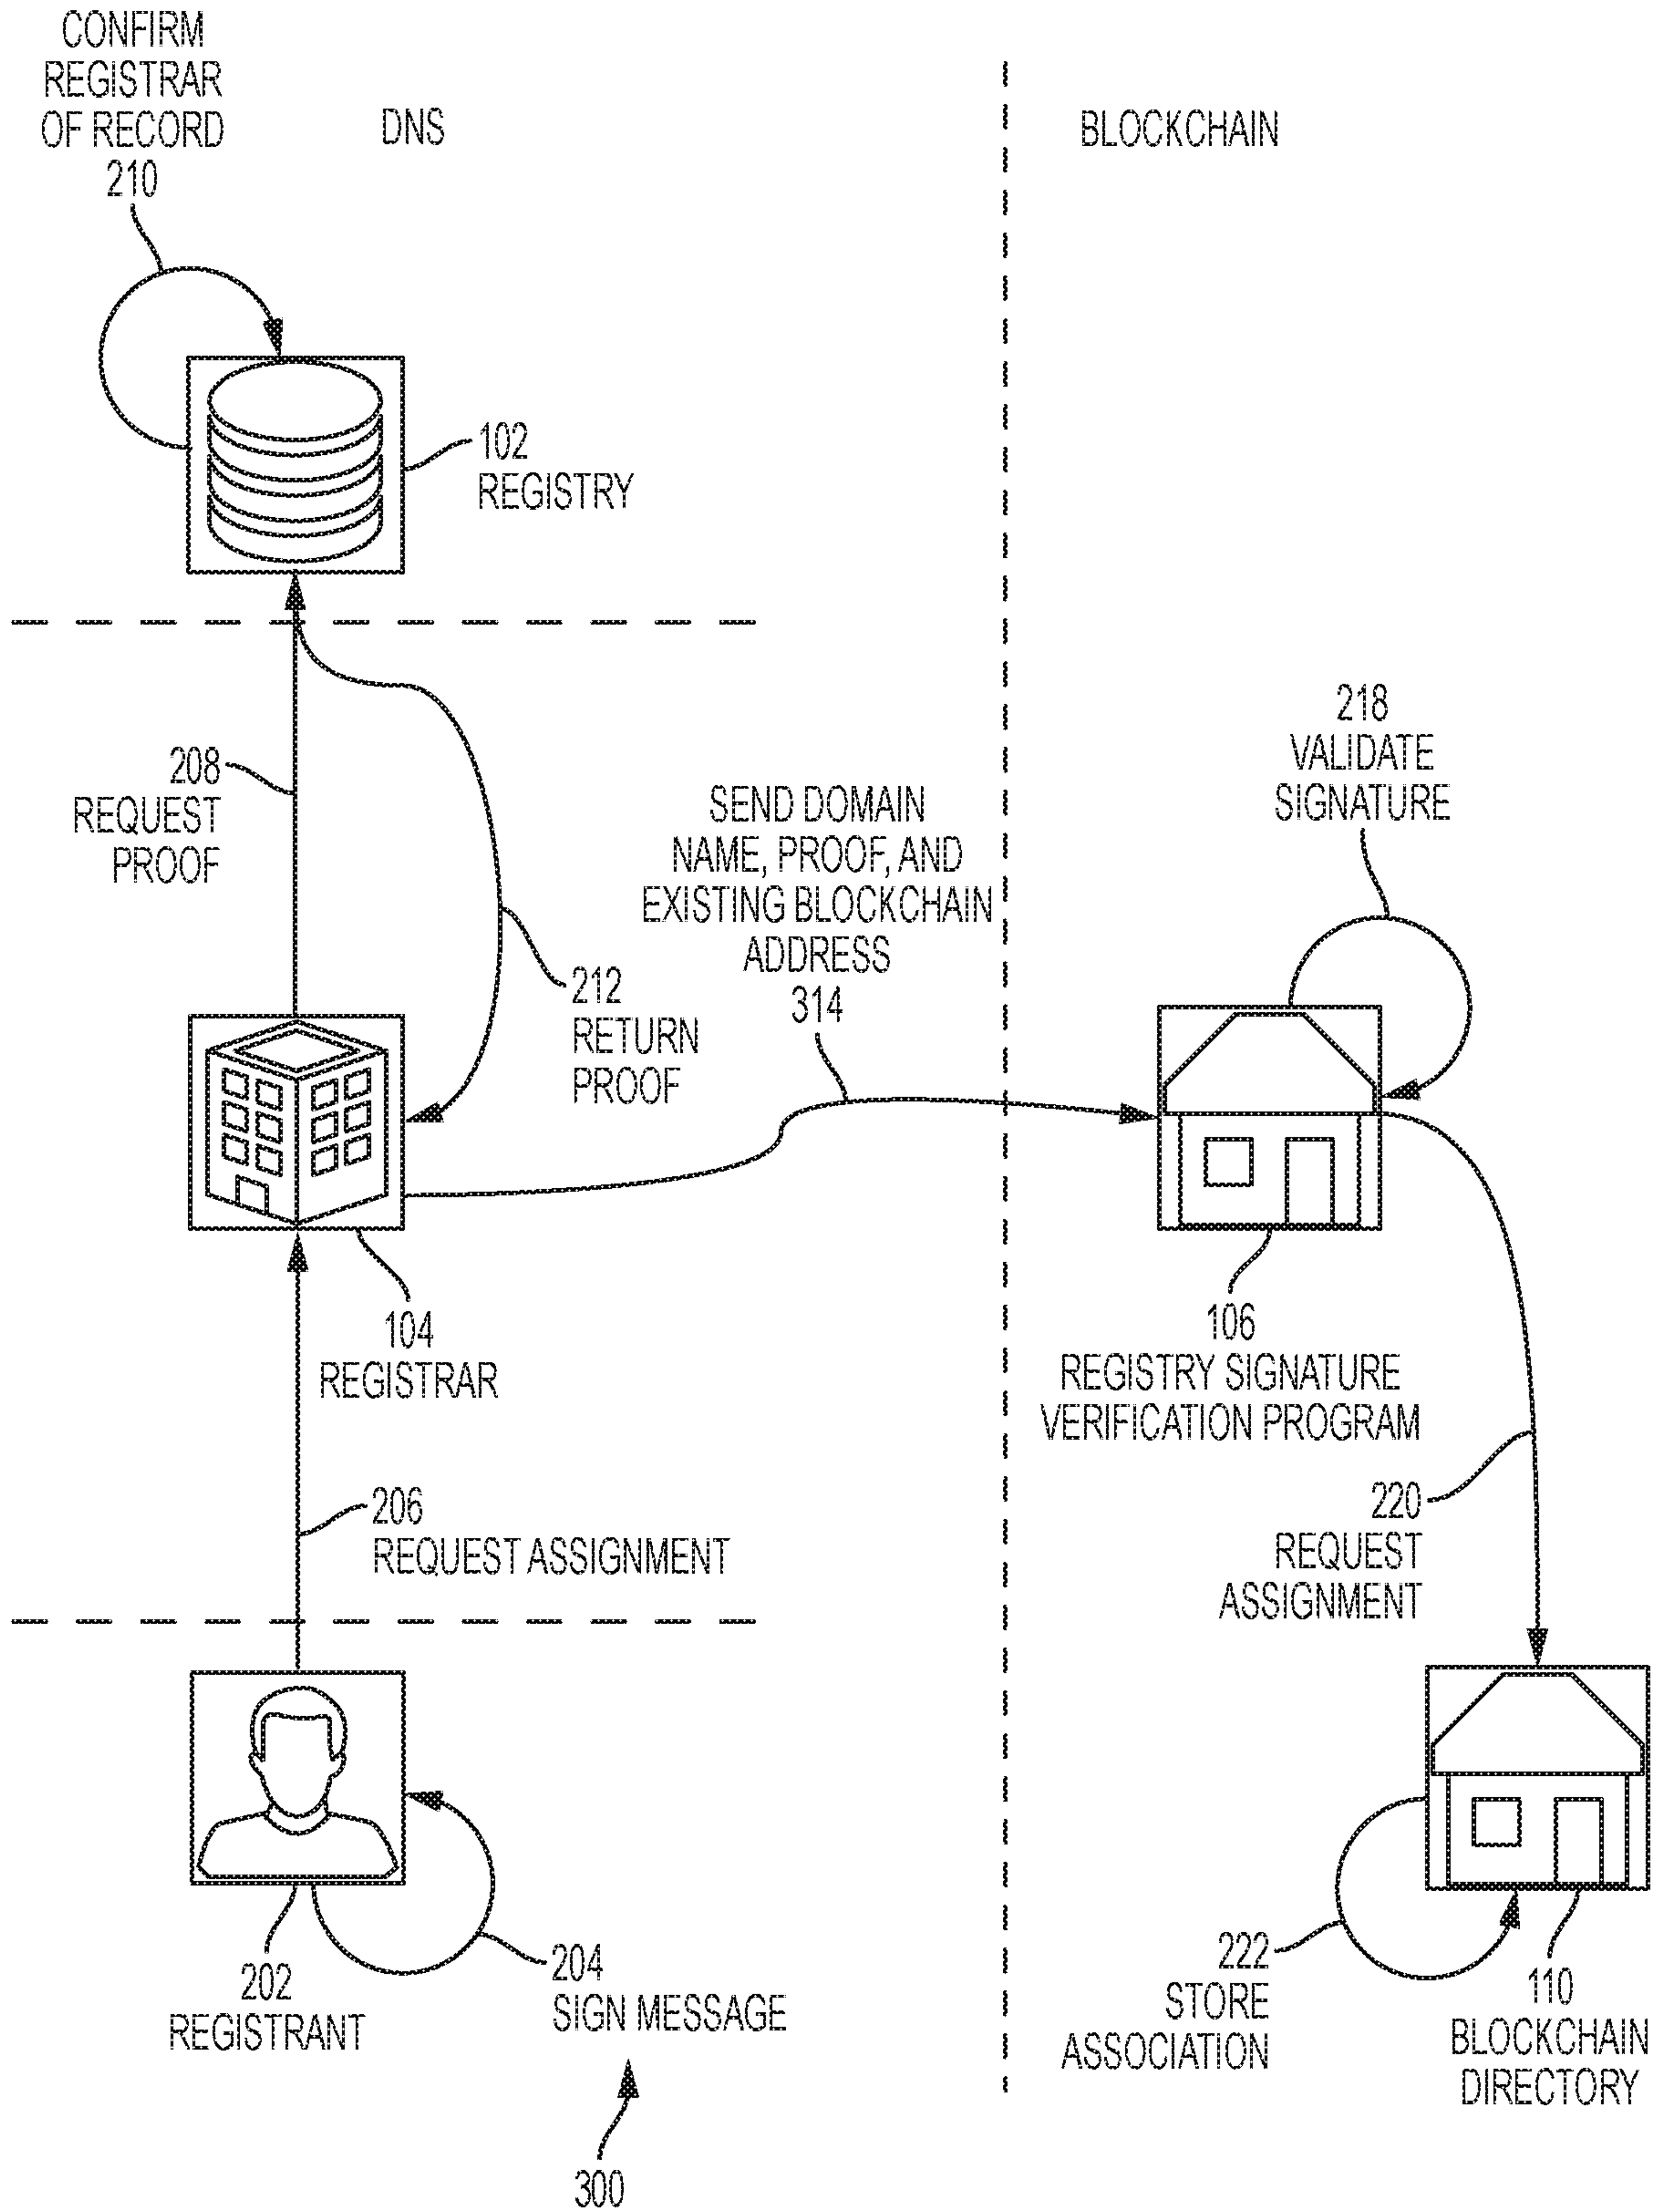 CONFIRM
REGISTRAR
OF RECORD
210
DNS
BLOCKCHAIN
102
REGISTRY
208
REQUEST
PROOF
212
RETURN
PROOF
SEND DOMAIN
NAME, PROOF, AND
EXISTING BLOCKCHAIN
ADDRESS
314
218
VALIDATE
SIGNATURE
104
REGISTRAR
106
REGISTRY SIGNATURE
VERIFICATION PROGRAM
206
REQUEST ASSIGNMENT
220
REQUEST
ASSIGNMENT
202
REGISTRANT
204
SIGN MESSAGE
222
STORE
ASSOCIATION
110
BLOCKCHAIN
DIRECTORY
300